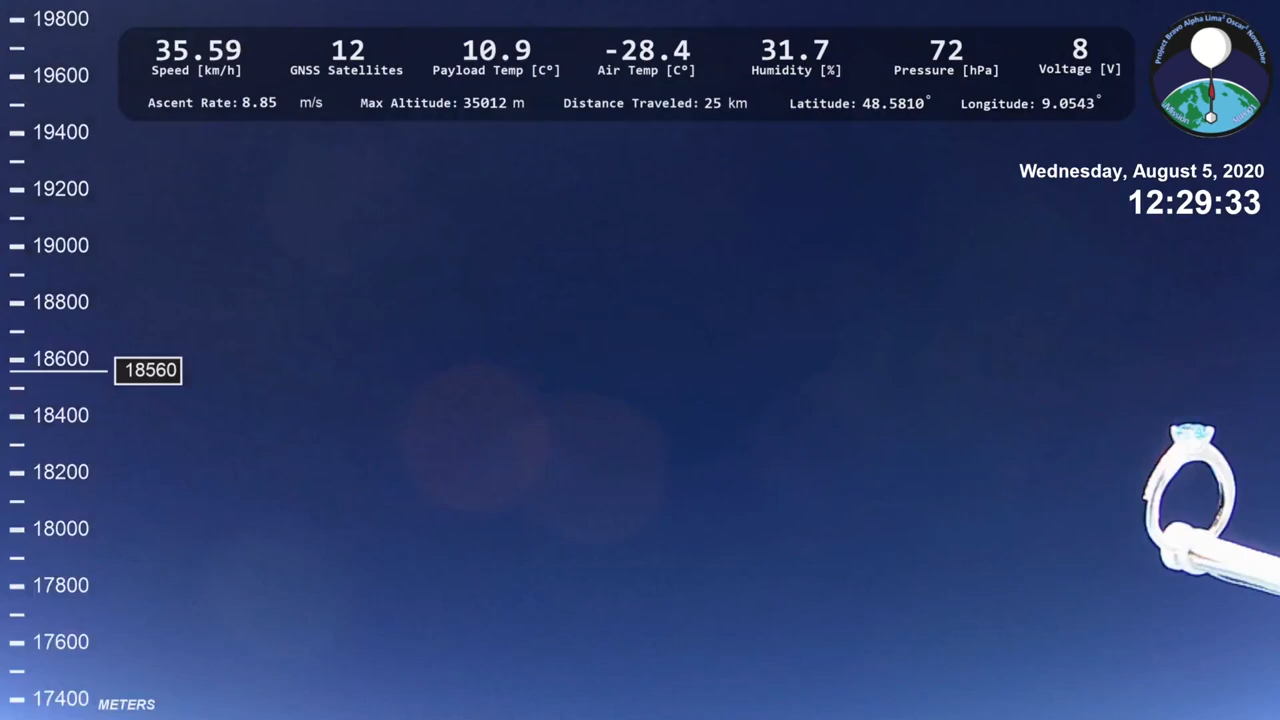 19800
19600
19400
19200
19000
18800
18600
18560
18400
18200
18000
17800
17600
17400 METERS
35.59 12 10.9 -28.4 31.7 72 8
Speed [km/h] GNSS Satellites Payload Temp [C°] Air Temp [C°] Humidity [%] Pressure [hPa] Voltage [V]
Ascent Rate: 8.85 m/s Max Altitude: 35012 m Distance Traveled: 25 km Latitude: 48.5810° Longitude: 9.0543°
Project Bravo Alpha Lima² Oscar² November
Mission
Wednesday, August 5, 2020
12:29:33